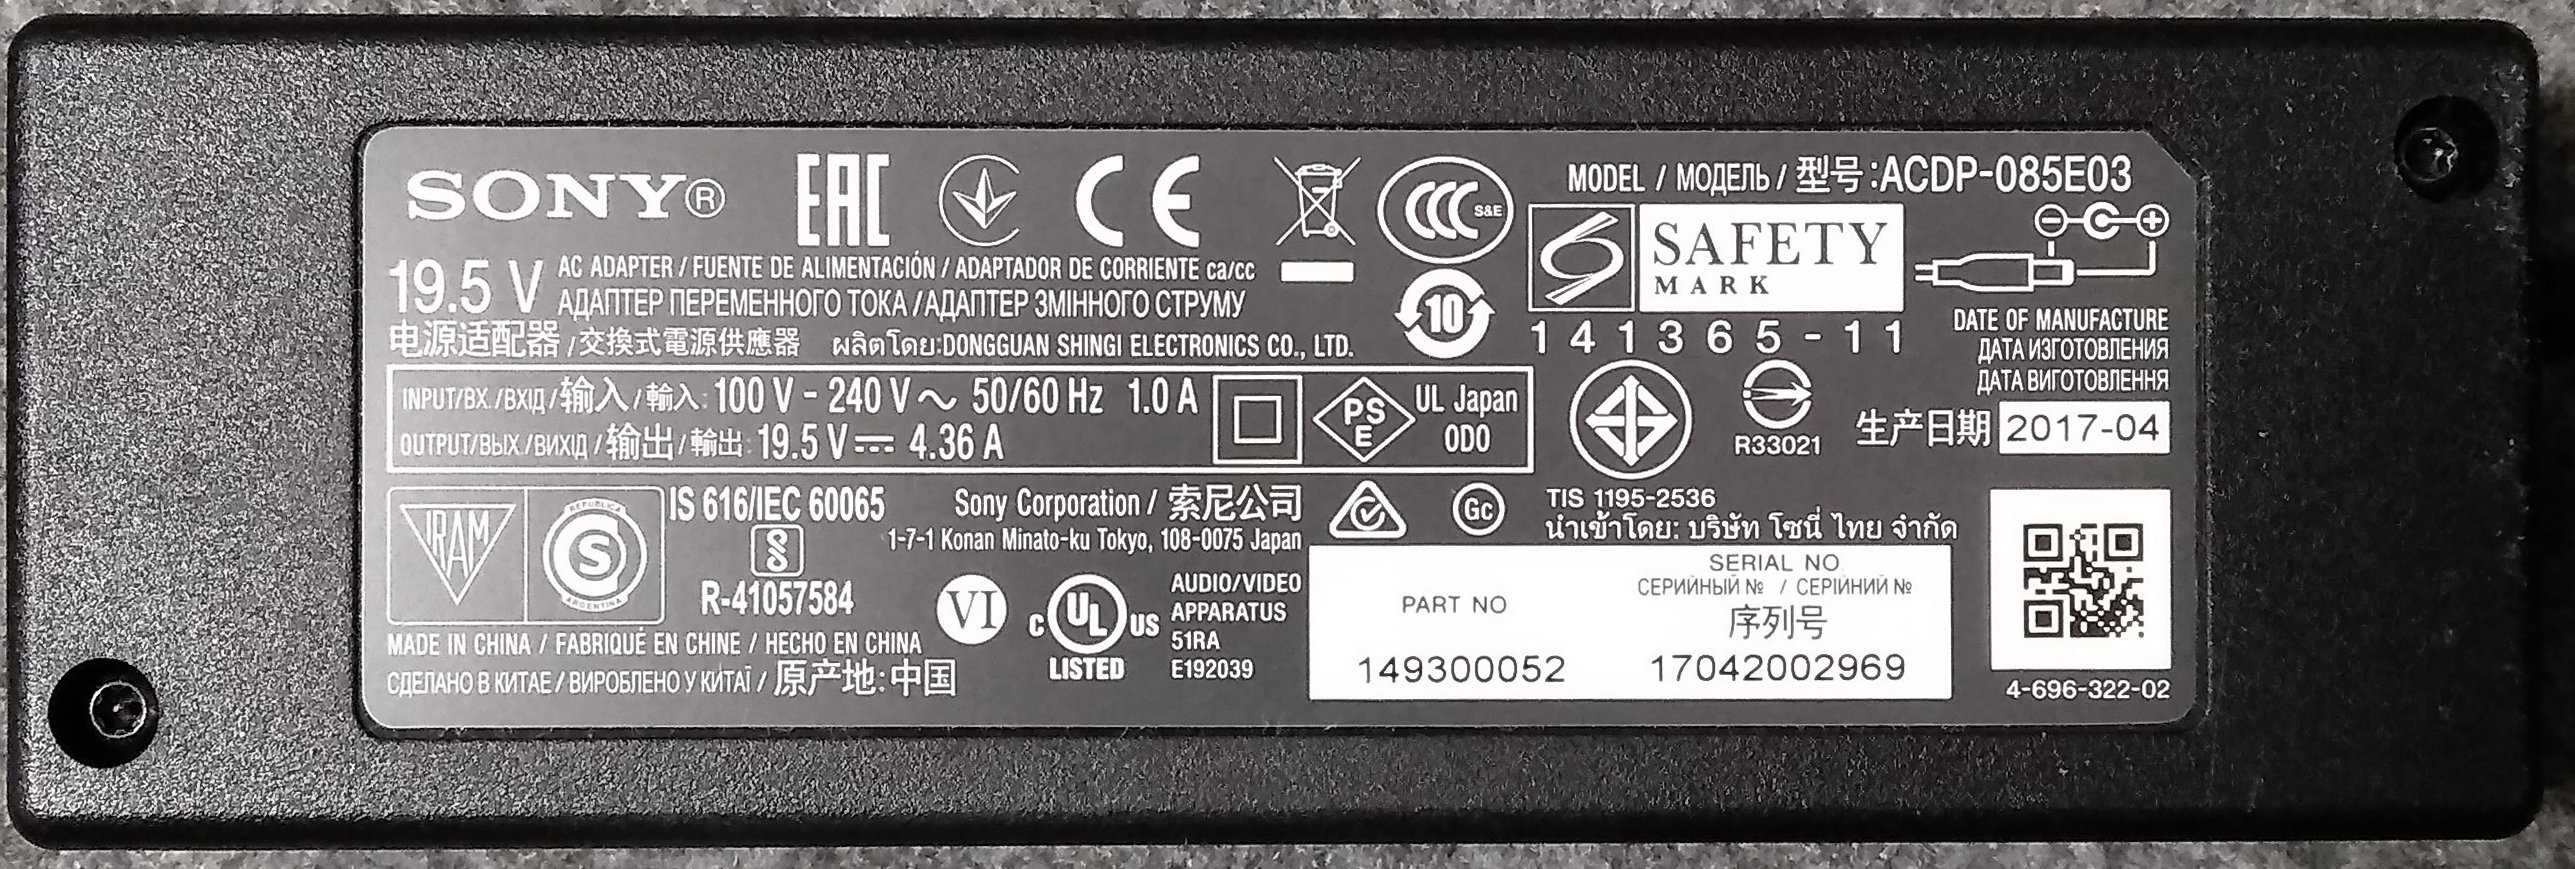 SONY®
EAC
CE
CCC S&E
MODEL / МОДЕЛЬ / 型号:ACDP-085E03
SAFETY
MARK
141365-11
19.5 V
AC ADAPTER / FUENTE DE ALIMENTACIÓN / ADAPTADOR DE CORRIENTE ca/cc
АДАПТЕР ПЕРЕМЕННОГО ТОКА / АДАПТЕР ЗМІННОГО СТРУМУ
电源适配器 / 交換式電源供應器 ผลิตโดย:DONGGUAN SHINGI ELECTRONICS CO., LTD.
10
INPUT/ВХ./ВХІД/输入/輸入: 100 V - 240 V ~ 50/60 Hz 1.0 A
OUTPUT/ВЫХ./ВИХІД/输出/輸出: 19.5 V⎓ 4.36 A
PS
E
UL Japan
ODO
R33021
DATE OF MANUFACTURE
ДАТА ИЗГОТОВЛЕНИЯ
ДАТА ВИГОТОВЛЕННЯ
生产日期 2017-04
IRAM
REPUBLICA
S
ARGENTINA
IS 616/IEC 60065
R-41057584
Sony Corporation / 索尼公司
1-7-1 Konan Minato-ku Tokyo, 108-0075 Japan
Gc
TIS 1195-2536
นำเข้าโดย: บริษัท โซนี่ ไทย จำกัด
VI
c UL US
LISTED
AUDIO/VIDEO
APPARATUS
51RA
E192039
MADE IN CHINA / FABRIQUÉ EN CHINE / HECHO EN CHINA
СДЕЛАНО В КИТАЕ / ВИРОБЛЕНО У КИТАЇ / 原产地:中国
PART NO
149300052
SERIAL NO
СЕРИЙНЫЙ № / СЕРІЙНИЙ №
序列号
17042002969
4-696-322-02